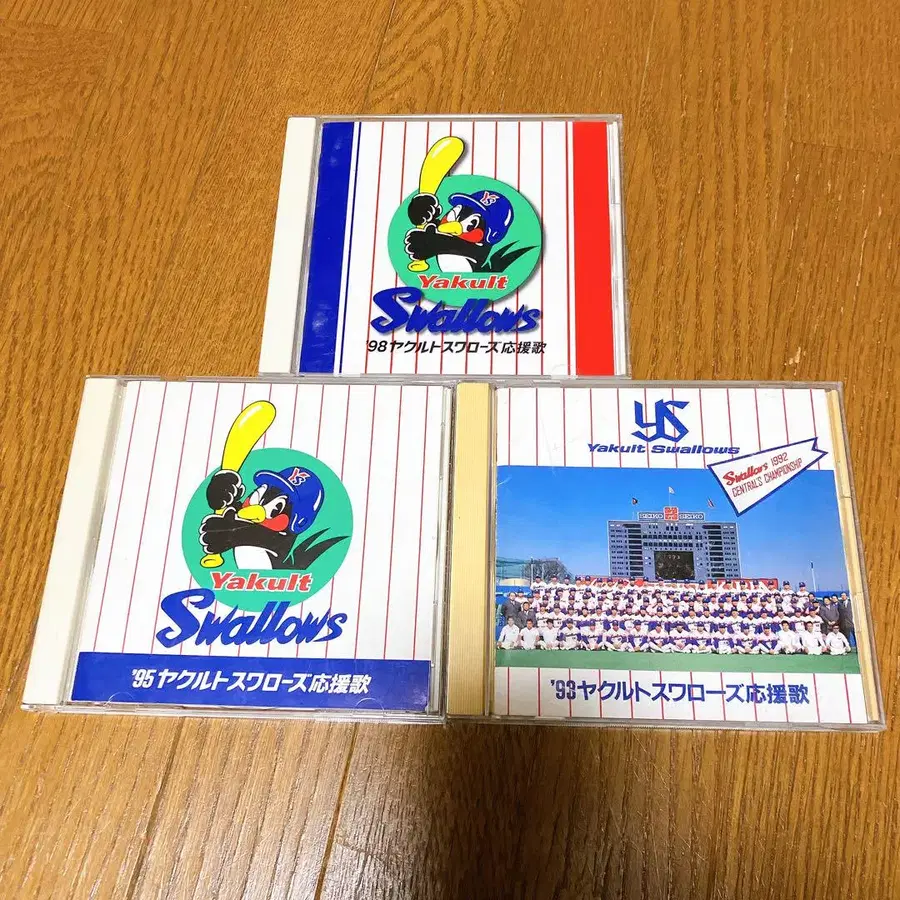 YS
Yakult
Swallows
'98ヤクルトスワローズ応援歌
YS
Yakult
Swallows
'95ヤクルトスワローズ応援歌
YS
Yakult Swallows
Swallows 1992
CENTRAL'S CHAMPIONSHIP
SEIKO
SEIKO
'93ヤクルトスワローズ応援歌